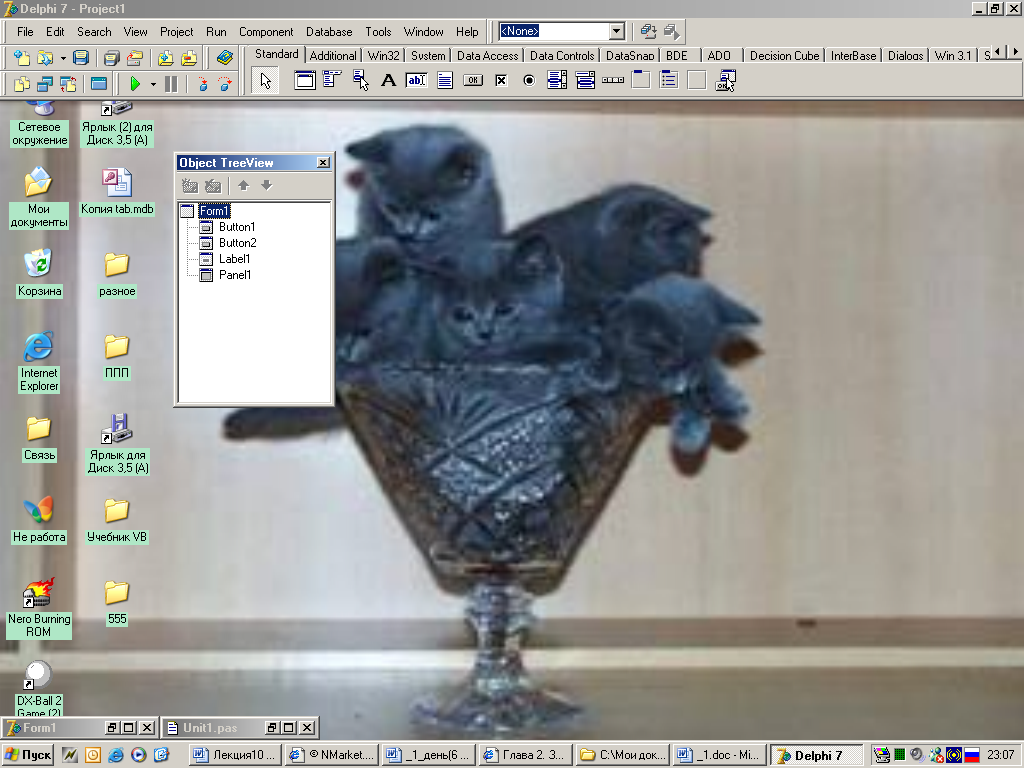 Delphi 7 - Project1
File Edit Search View Project Run Component Database Tools Window Help
<None>
Standard Additional Win32 System Data Access Data Controls DataSnap BDE ADO Decision Cube InterBase Dialogs Win 3.1 S
Сетевое
окружение
Ярлык (2) для
Диск 3,5 (A)
Object TreeView
Form1
Button1
Button2
Label1
Panel1
Мои
документы
Копия tab.mdb
Корзина
разное
Internet
Explorer
ППП
Связь
Ярлык для
Диск 3,5 (A)
Не работа
Учебник VB
Nero Burning
ROM
555
DX-Ball 2
Game (2)
Form1
Unit1.pas
Пуск
Лекция10 ...
© NMarket....
_1_день(6 ...
Глава 2. З...
C:\Мои док...
_1.doc - Mi...
Delphi 7
23:07